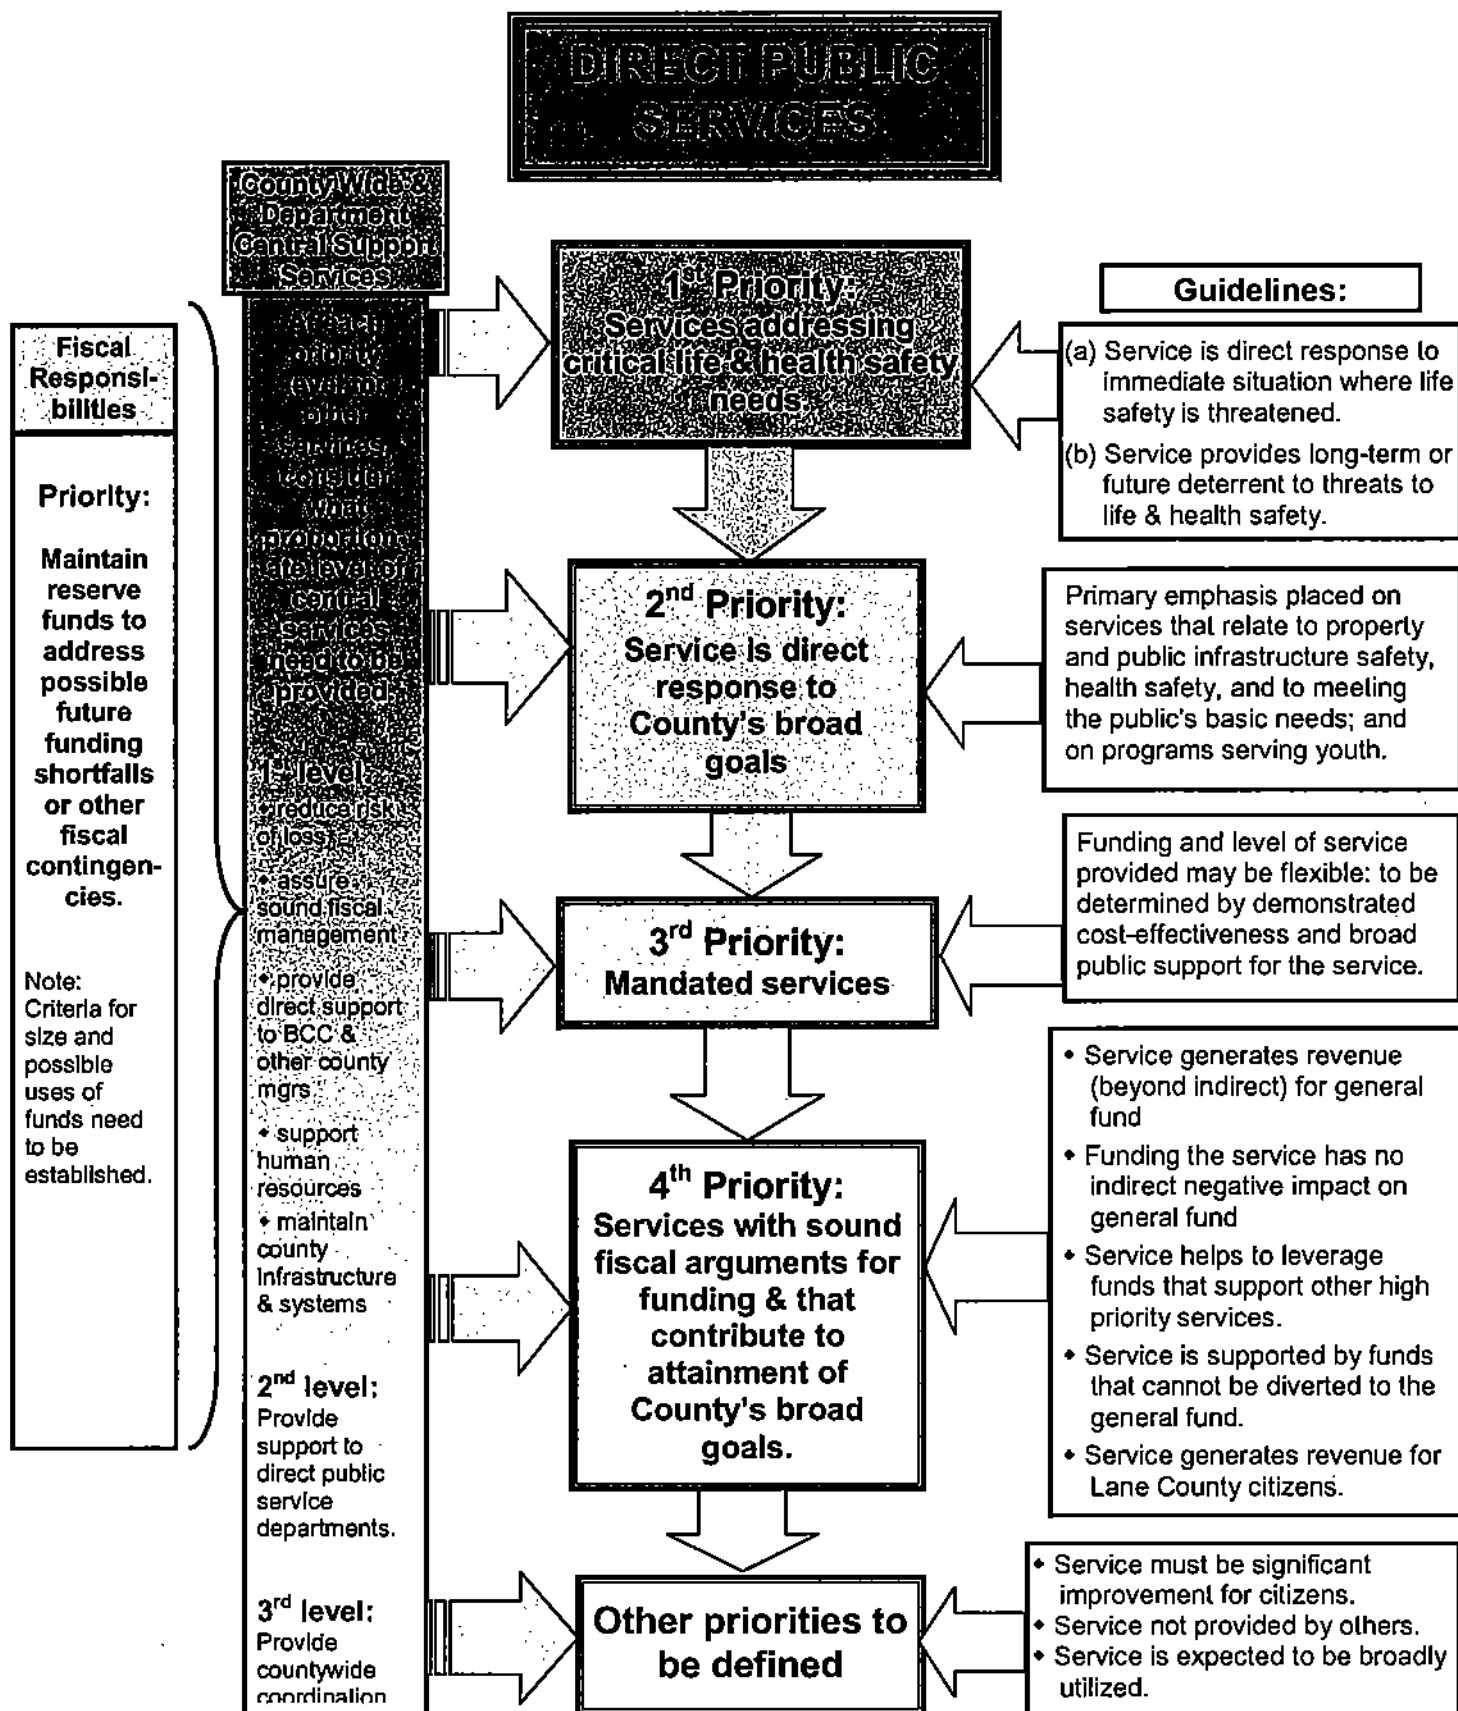 DIRECT PUBLIC
SERVICES
County Wide &
Department
Central Support
Services
Fiscal
Responsi-
bilities
Priority:
Maintain
reserve
funds to
address
possible
future
funding
shortfalls
or other
fiscal
contingen-
cies.
Note:
Criteria for
size and
possible
uses of
funds need
to be
established.
At each
priority
level for
other
services,
consider
what
proportion
ate level of
central
services
need to be
provided.
1st level:
• reduce risk
of loss
• assure
sound fiscal
management
• provide
direct support
to BCC &
other county
mgrs
• support
human
resources
• maintain
county
infrastructure
& systems
2nd level:
Provide
support to
direct public
service
departments.
3rd level:
Provide
countywide
coordination
1st Priority:
Services addressing
critical life & health safety
needs.
2nd Priority:
Service is direct
response to
County's broad
goals
3rd Priority:
Mandated services
4th Priority:
Services with sound
fiscal arguments for
funding & that
contribute to
attainment of
County's broad
goals.
Other priorities to
be defined
Guidelines:
(a) Service is direct response to
immediate situation where life
safety is threatened.
(b) Service provides long-term or
future deterrent to threats to
life & health safety.
Primary emphasis placed on
services that relate to property
and public infrastructure safety,
health safety, and to meeting
the public's basic needs; and
on programs serving youth.
Funding and level of service
provided may be flexible: to be
determined by demonstrated
cost-effectiveness and broad
public support for the service.
• Service generates revenue
(beyond indirect) for general
fund
• Funding the service has no
indirect negative impact on
general fund
• Service helps to leverage
funds that support other high
priority services.
• Service is supported by funds
that cannot be diverted to the
general fund.
• Service generates revenue for
Lane County citizens.
• Service must be significant
improvement for citizens.
• Service not provided by others.
• Service is expected to be broadly
utilized.